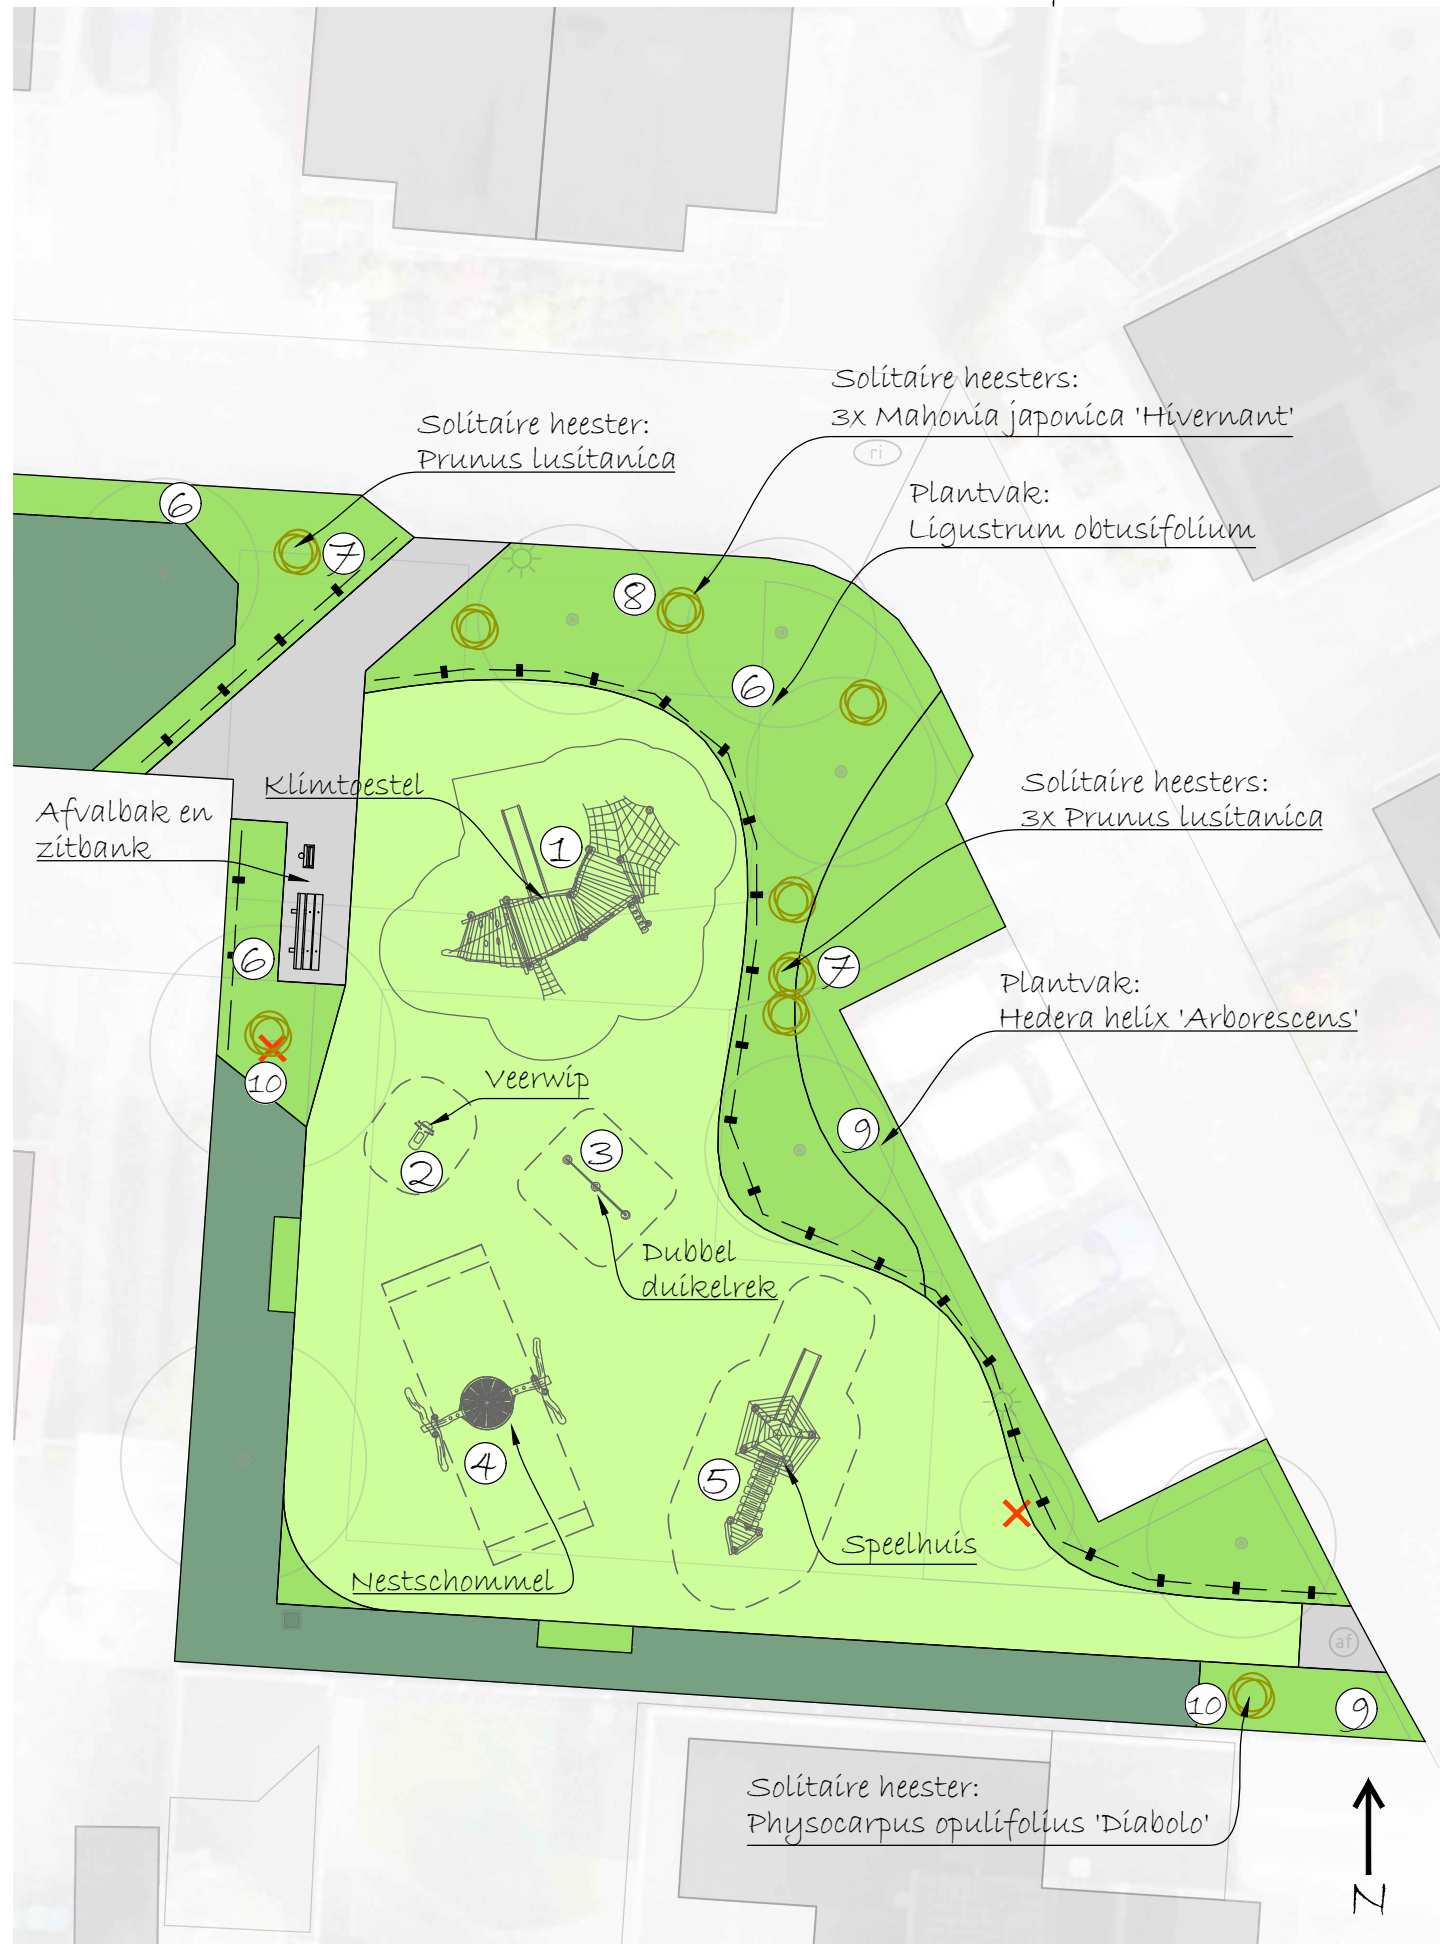 Solitaire heesters:
3x Mahonia japonica 'Hivernant'
Solitaire heester:
Prunus lusitanica
ri
Plantvak:
Ligustrum obtusifolium
6
7
8
6
Klimtoestel
Afvalbak en
zitbank
Solitaire heesters:
3x Prunus lusitanica
1
6
7
Plantvak:
Hedera helix 'Arborescens'
10
Veerwip
9
3
2
Dubbel
duikelrek
4
5
Speelhuis
Nestschommel
af
10
9
Solitaire heester:
Physocarpus opulifolius 'Diabolo'
N